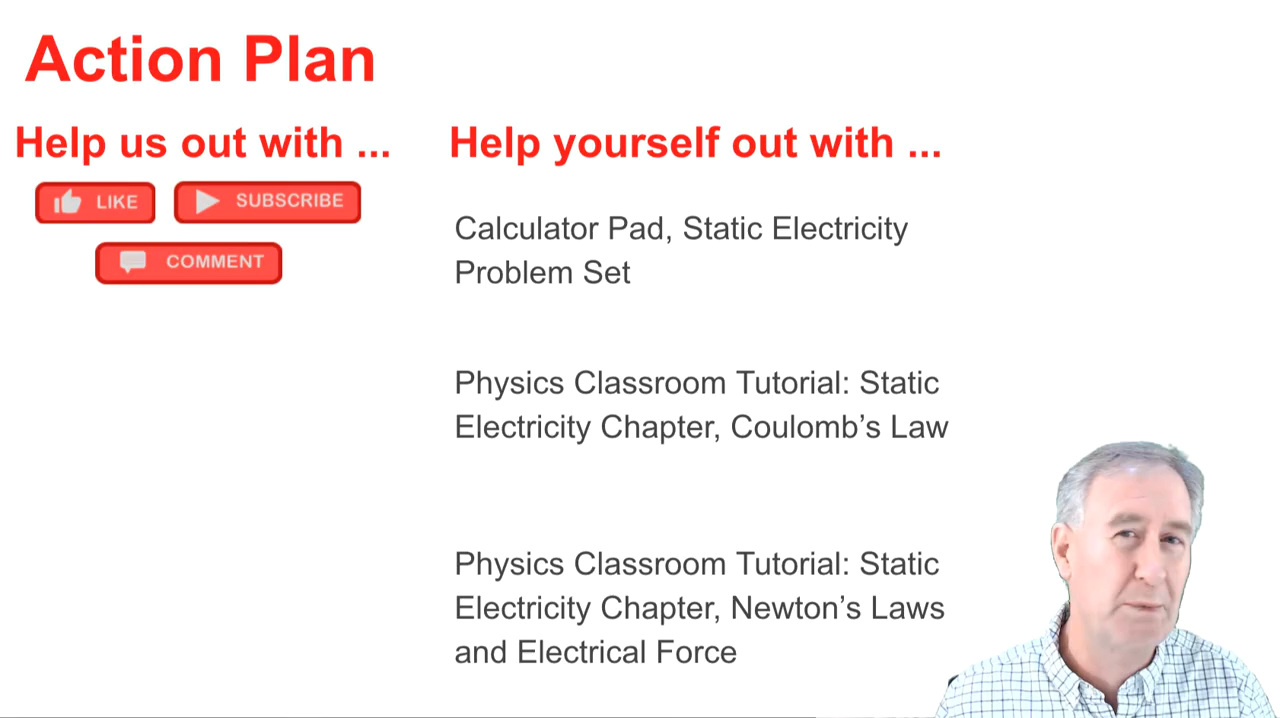 Action Plan
Help us out with ...
LIKE
SUBSCRIBE
COMMENT
Help yourself out with ...
Calculator Pad, Static Electricity
Problem Set
Physics Classroom Tutorial: Static
Electricity Chapter, Coulomb’s Law
Physics Classroom Tutorial: Static
Electricity Chapter, Newton’s Laws
and Electrical Force